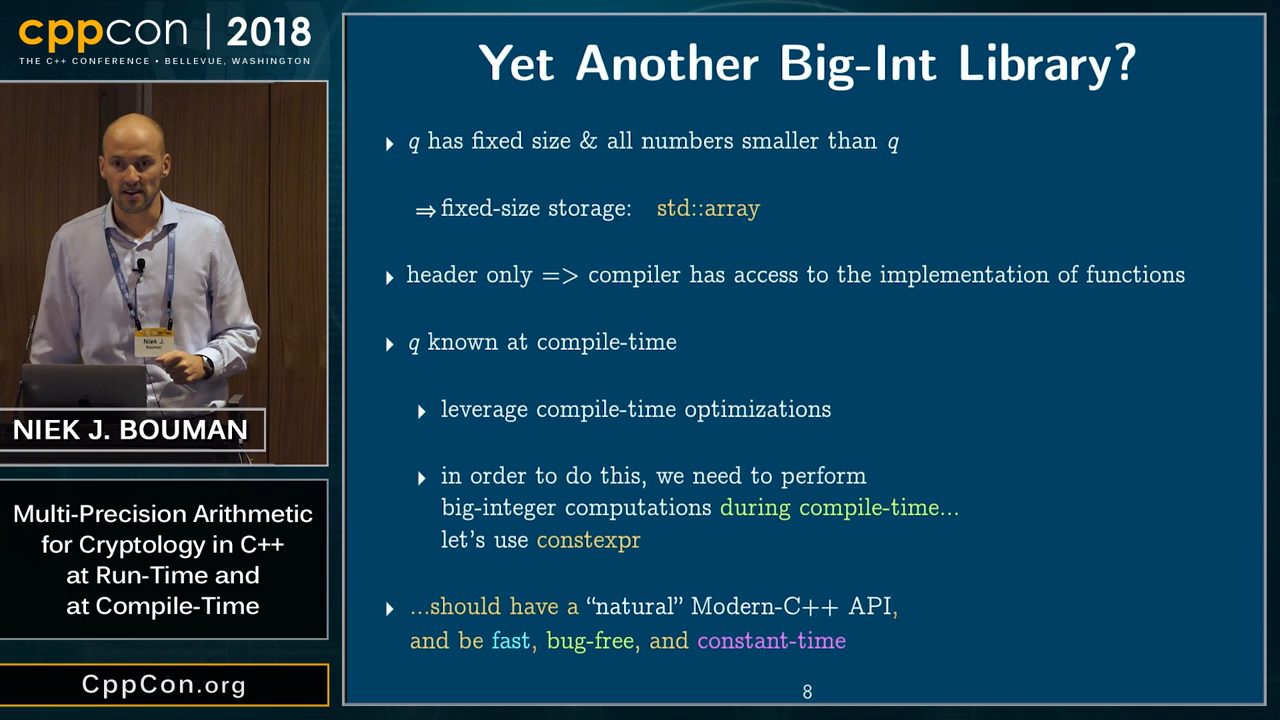 cppcon | 2018
THE C++ CONFERENCE • BELLEVUE, WASHINGTON
Niek J.
Bouman
NIEK J. BOUMAN
Multi-Precision Arithmetic
for Cryptology in C++
at Run-Time and
at Compile-Time
CppCon.org
Yet Another Big-Int Library?
q has fixed size & all numbers smaller than q
⇒ fixed-size storage: std::array
header only => compiler has access to the implementation of functions
q known at compile-time
leverage compile-time optimizations
in order to do this, we need to perform
big-integer computations during compile-time...
let's use constexpr
...should have a “natural” Modern-C++ API,
and be fast, bug-free, and constant-time
8